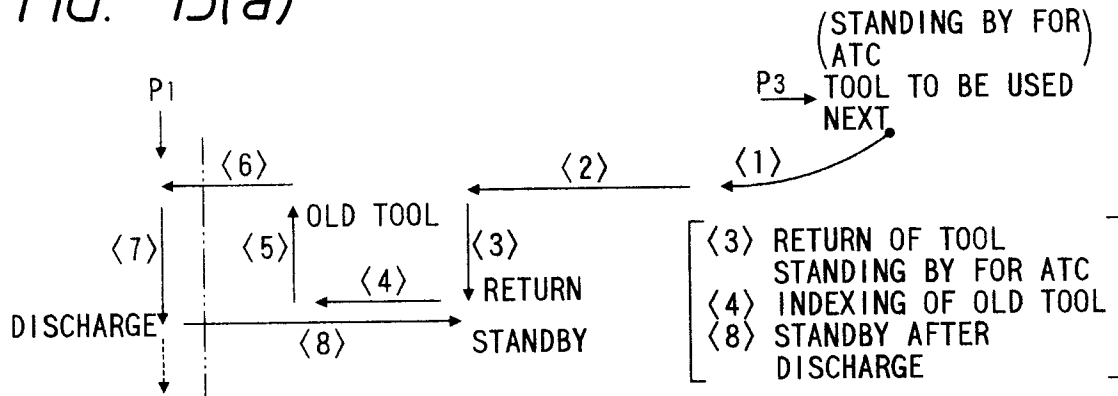 FIG. 15(a)
(STANDING BY FOR
ATC)
P3 TOOL TO BE USED
NEXT
P1
⟨6⟩ ⟨2⟩ ⟨1⟩
OLD TOOL
⟨7⟩ ⟨5⟩ ⟨3⟩
⟨4⟩ RETURN
DISCHARGE
⟨8⟩ STANDBY
⟨3⟩ RETURN OF TOOL
STANDING BY FOR ATC
⟨4⟩ INDEXING OF OLD TOOL
⟨8⟩ STANDBY AFTER
DISCHARGE